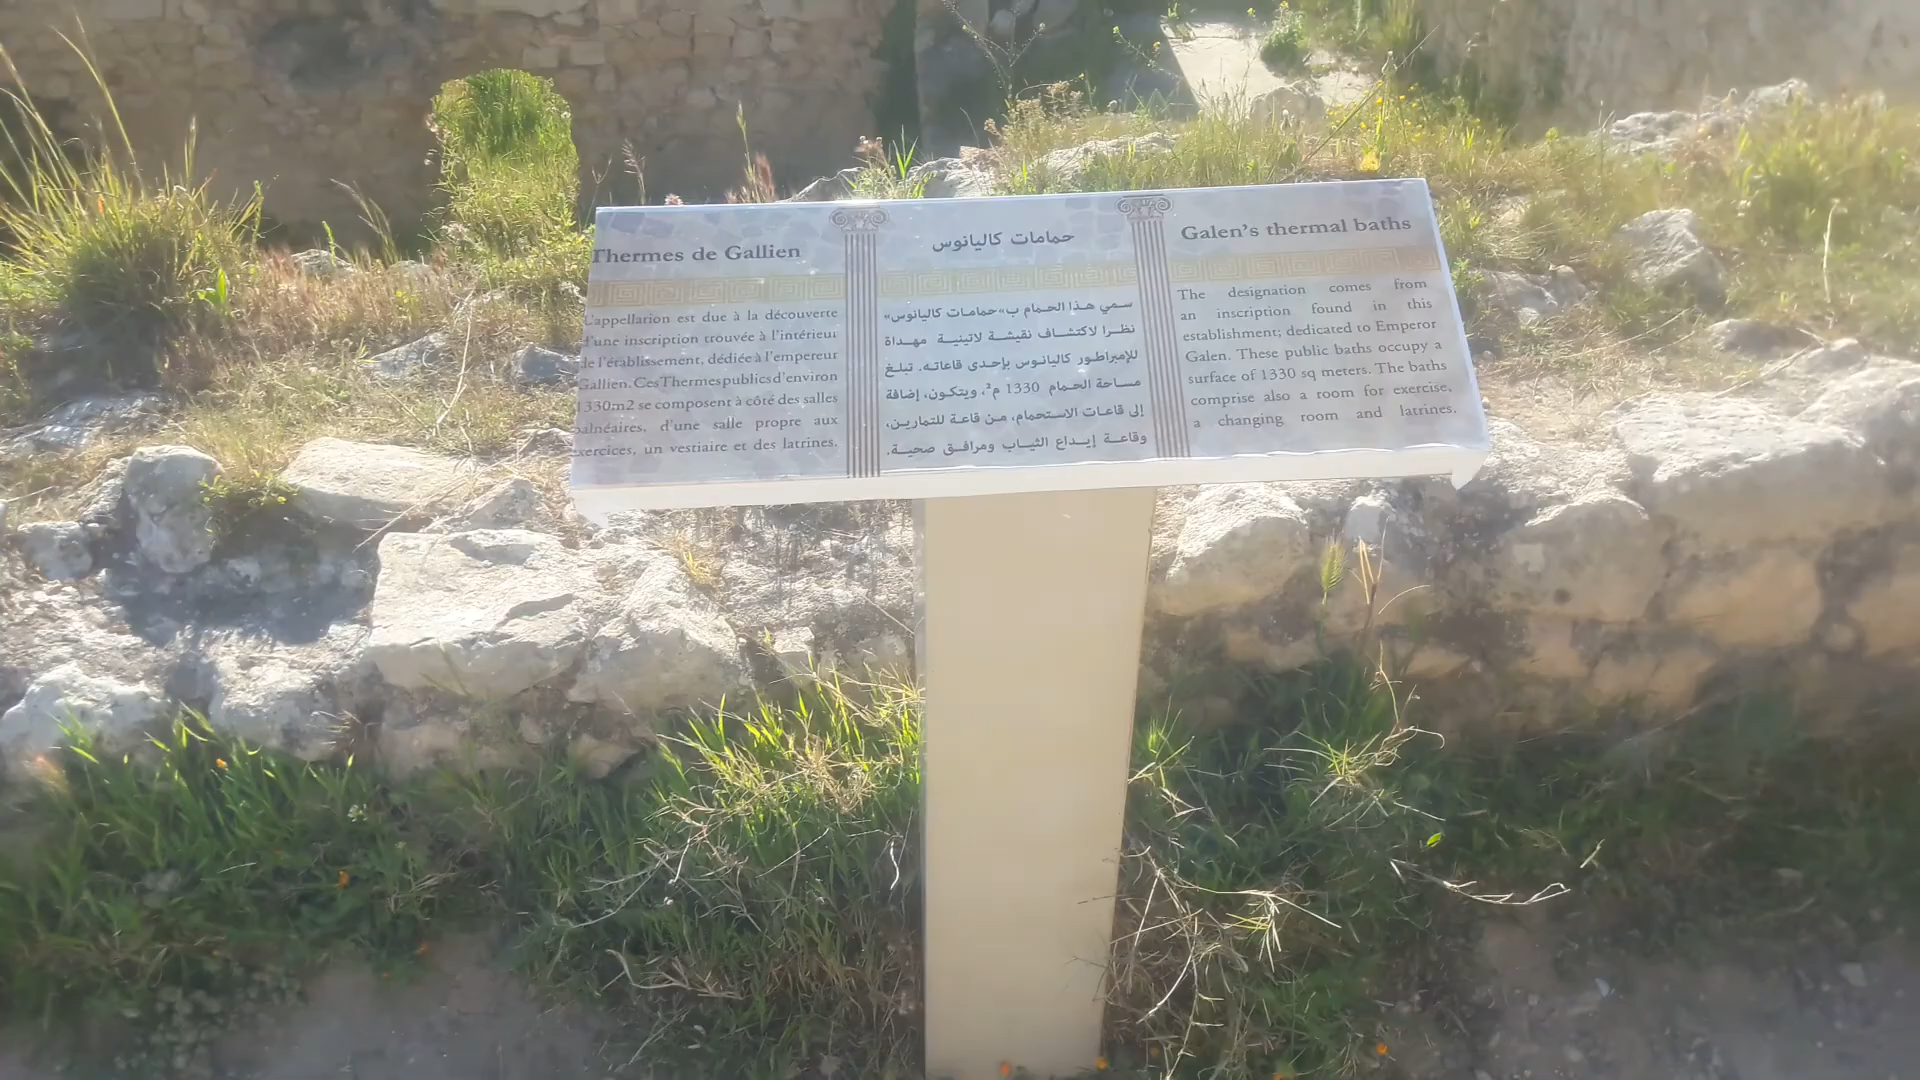 Thermes de Gallien
L'appellarion est due à la découverte
d'une inscription trouvée à l'intérieur
de l'établissement, dédiée à l'empereur
Gallien. Ces Thermes publics d'environ
1330m2 se composent à côté des salles
balnéaires, d'une salle propre aux
exercices, un vestiaire et des latrines.
حمامات كاليانوس
سمي هذا الحمام ب»حمامات كاليانوس»
نظرا لاكتشاف نقيشة لاتينية مهداة
للإمبراطور كاليانوس بإحدى قاعاته. تبلغ
مساحة الحمام 1330 م²، ويتكون، إضافة
إلى قاعات الاستحمام، من قاعة للتمارين،
وقاعة إيداع الثياب ومرافق صحية.
Galen's thermal baths
The designation comes from
an inscription found in this
establishment; dedicated to Emperor
Galen. These public baths occupy a
surface of 1330 sq meters. The baths
comprise also a room for exercise,
a changing room and latrines.